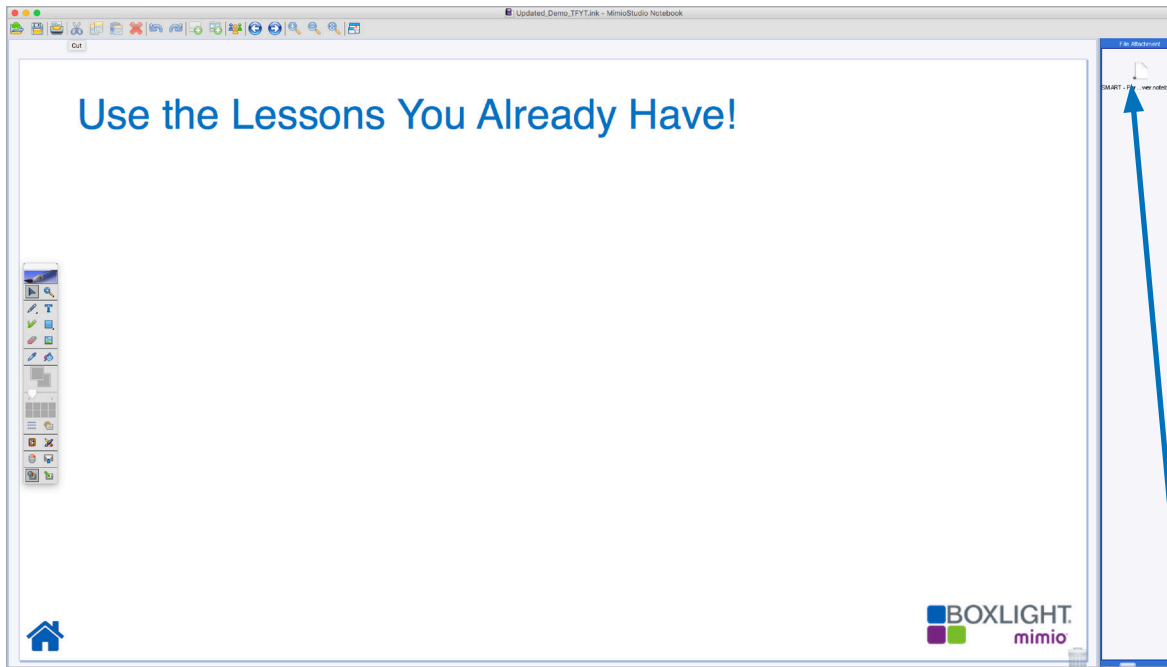 Updated_Demo_TFYT.ink - MimioStudio Notebook
Cut
File Attachment
Use the Lessons You Already Have!
BOXLIGHT.
mimio